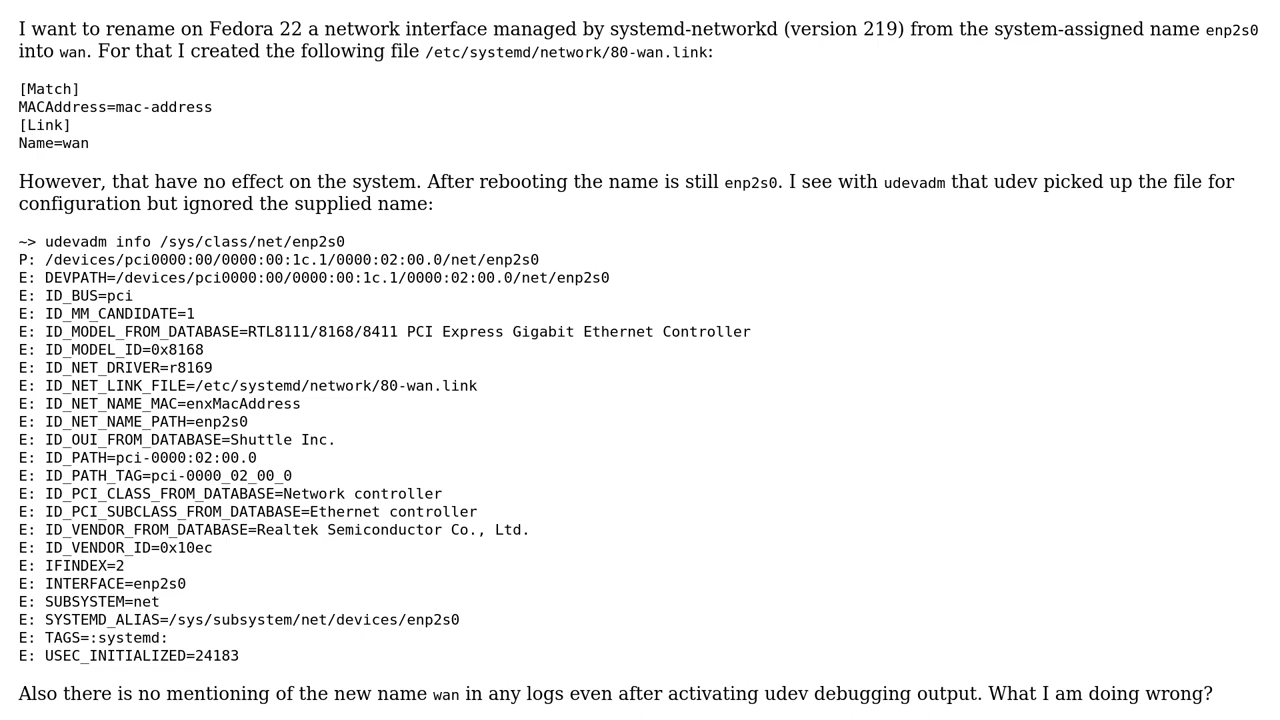 I want to rename on Fedora 22 a network interface managed by systemd-networkd (version 219) from the system-assigned name enp2s0
into wan. For that I created the following file /etc/systemd/network/80-wan.link:
[Match]
MACAddress=mac-address
[Link]
Name=wan
However, that have no effect on the system. After rebooting the name is still enp2s0. I see with udevadm that udev picked up the file for
configuration but ignored the supplied name:
~> udevadm info /sys/class/net/enp2s0
P: /devices/pci0000:00/0000:00:1c.1/0000:02:00.0/net/enp2s0
E: DEVPATH=/devices/pci0000:00/0000:00:1c.1/0000:02:00.0/net/enp2s0
E: ID_BUS=pci
E: ID_MM_CANDIDATE=1
E: ID_MODEL_FROM_DATABASE=RTL8111/8168/8411 PCI Express Gigabit Ethernet Controller
E: ID_MODEL_ID=0x8168
E: ID_NET_DRIVER=r8169
E: ID_NET_LINK_FILE=/etc/systemd/network/80-wan.link
E: ID_NET_NAME_MAC=enxMacAddress
E: ID_NET_NAME_PATH=enp2s0
E: ID_OUI_FROM_DATABASE=Shuttle Inc.
E: ID_PATH=pci-0000:02:00.0
E: ID_PATH_TAG=pci-0000_02_00_0
E: ID_PCI_CLASS_FROM_DATABASE=Network controller
E: ID_PCI_SUBCLASS_FROM_DATABASE=Ethernet controller
E: ID_VENDOR_FROM_DATABASE=Realtek Semiconductor Co., Ltd.
E: ID_VENDOR_ID=0x10ec
E: IFINDEX=2
E: INTERFACE=enp2s0
E: SUBSYSTEM=net
E: SYSTEMD_ALIAS=/sys/subsystem/net/devices/enp2s0
E: TAGS=:systemd:
E: USEC_INITIALIZED=24183
Also there is no mentioning of the new name wan in any logs even after activating udev debugging output. What I am doing wrong?